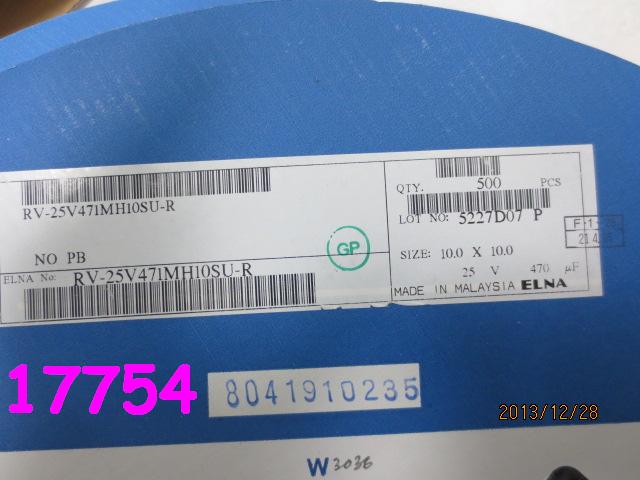 RV-25V471MH10SU-R
NO PB
GP
ELNA No: RV-25V471MH10SU-R
QTY. 500 PCS
LOT NO: 5227D07 P
SIZE: 10.0 X 10.0
25 V 470 µF
MADE IN MALAYSIA ELNA
17754
8041910235
2013/12/28
W 3036